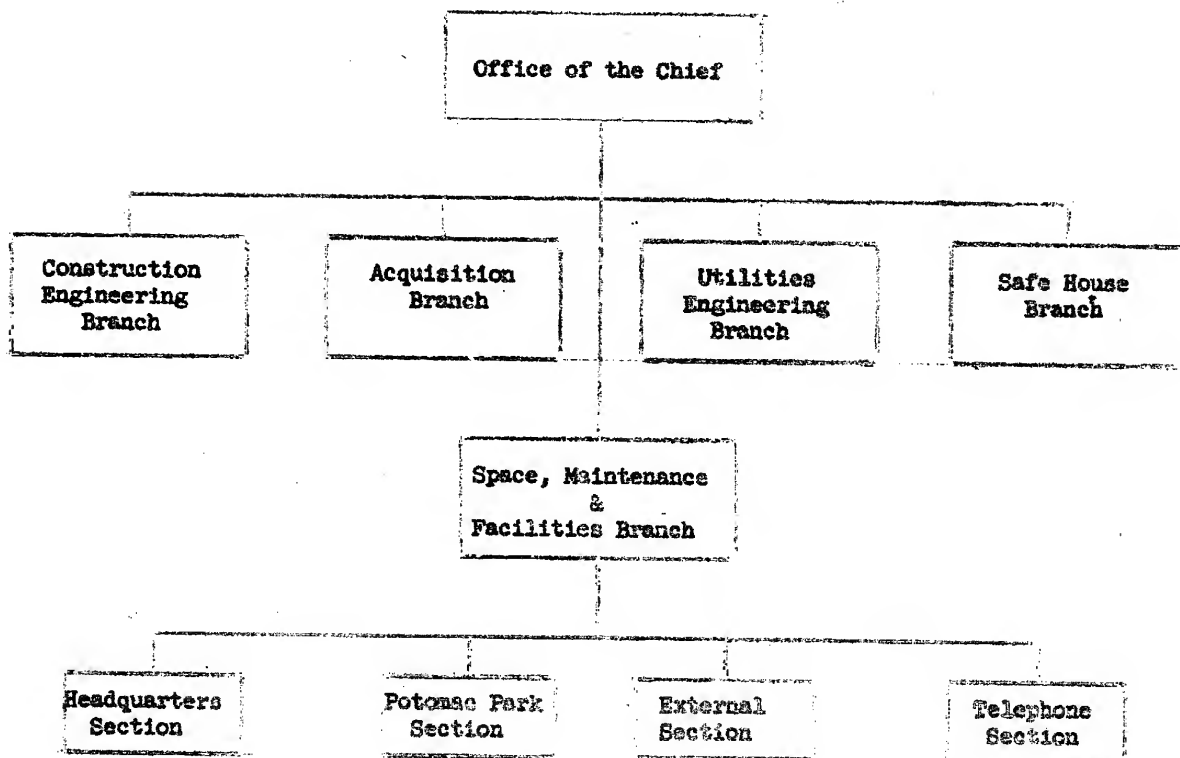 Office of the Chief
Construction
Engineering
Branch
Acquisition
Branch
Utilities
Engineering
Branch
Safe House
Branch
Space, Maintenance
&
Facilities Branch
Headquarters
Section
Potomac Park
Section
External
Section
Telephone
Section